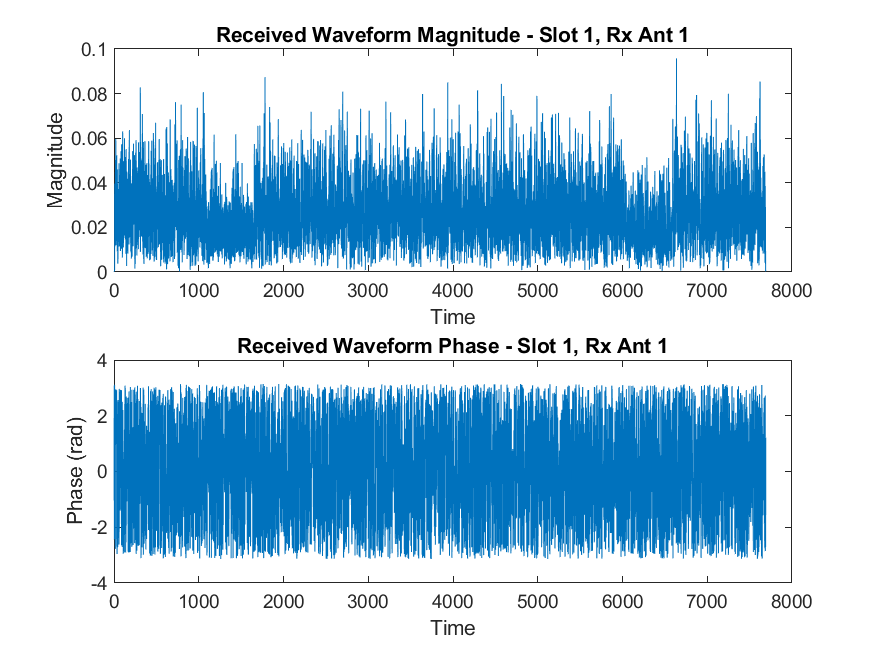 Received Waveform Magnitude - Slot 1, Rx Ant 1
0.1
0.08
0.06
0.04
0.02
0
Magnitude
0 1000 2000 3000 4000 5000 6000 7000 8000
Time
Received Waveform Phase - Slot 1, Rx Ant 1
4
2
0
-2
-4
Phase (rad)
0 1000 2000 3000 4000 5000 6000 7000 8000
Time